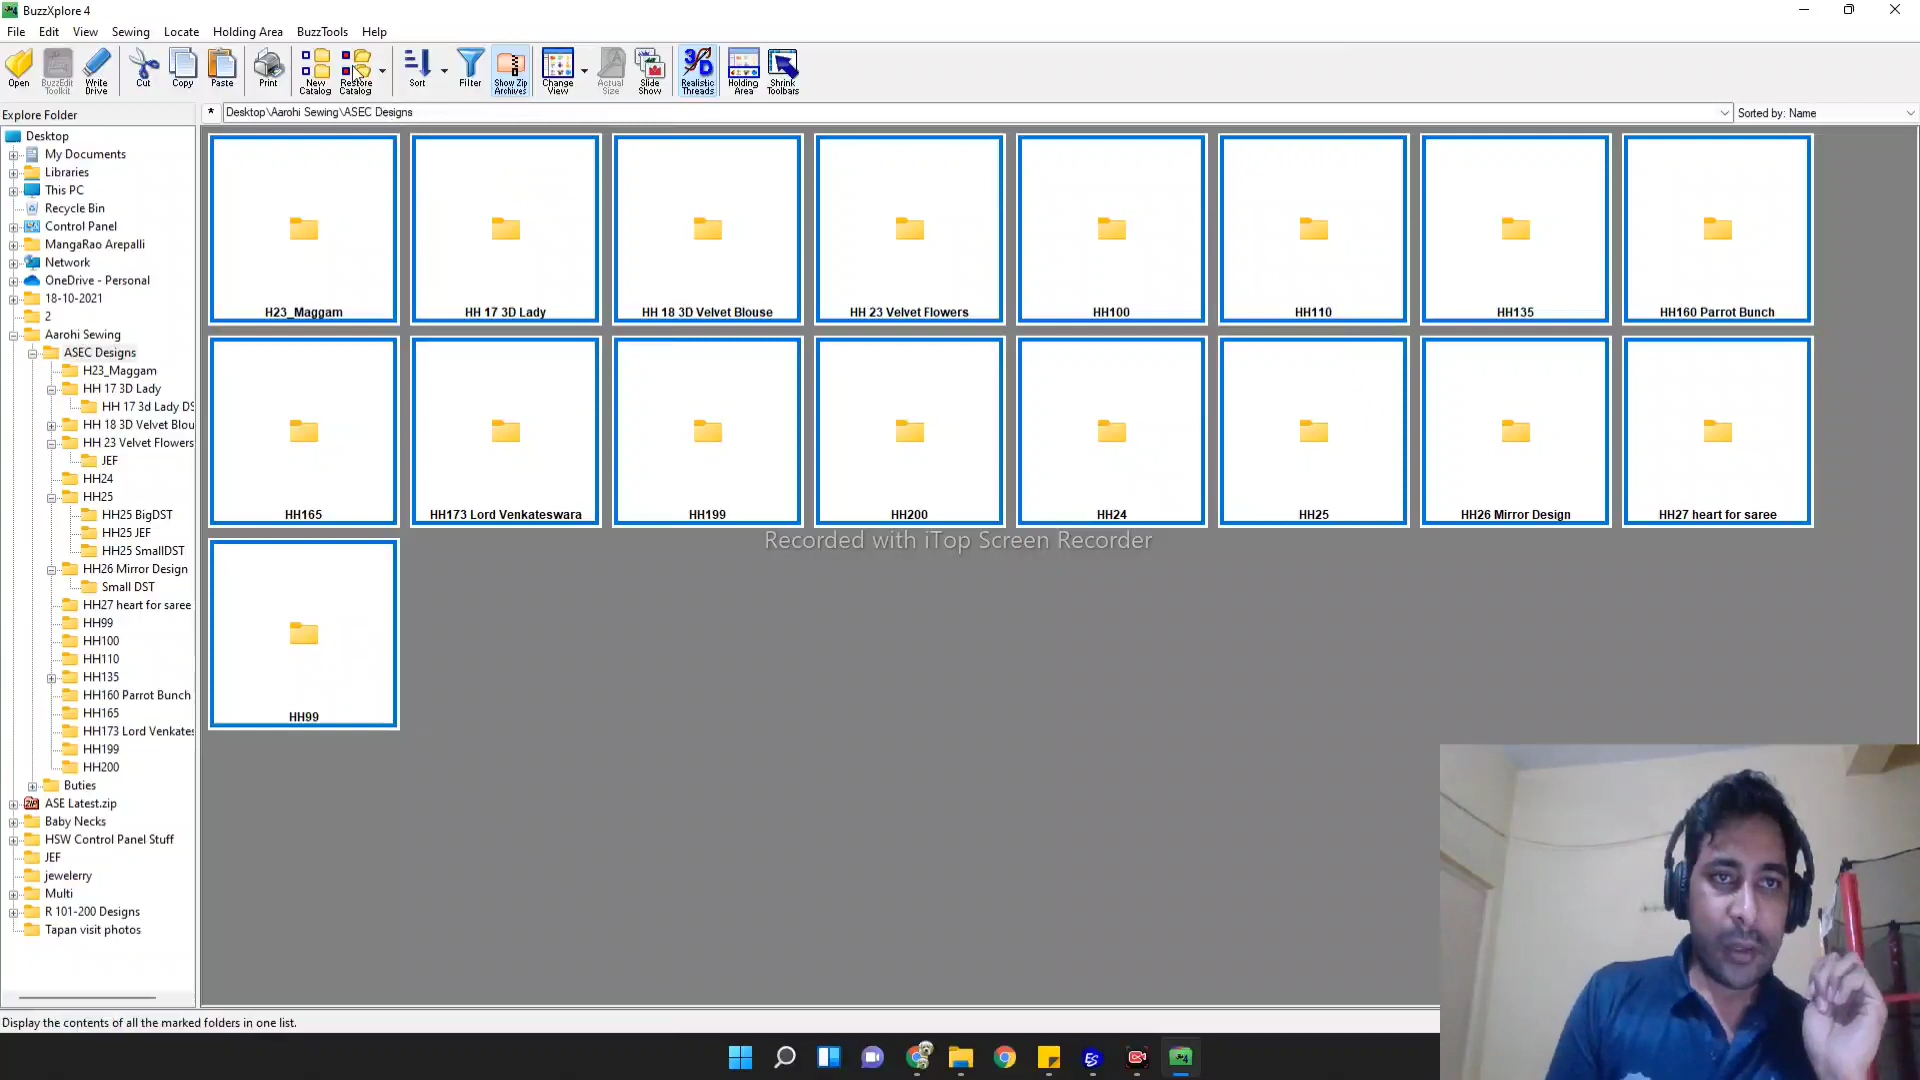 BuzzXplore 4
File Edit View Sewing Locate Holding Area BuzzTools Help
Open BuzzEdit Toolkit Write Drive Cut Copy Paste Print New Catalog Restore Catalog Sort Filter Show Zip Archives Change View Actual Size Slide Show Realistic Threads Holding Area Shrink Toolbars
Explore Folder * Desktop\Aarohi Sewing\ASEC Designs Sorted by: Name
Desktop
My Documents
Libraries
This PC
Recycle Bin
Control Panel
MangaRao Arepalli
Network
OneDrive - Personal
18-10-2021
2
Aarohi Sewing
ASEC Designs
H23_Maggam
HH 17 3D Lady
HH 17 3d Lady DS
HH 18 3D Velvet Blou
HH 23 Velvet Flowers
JEF
HH24
HH25
HH25 BigDST
HH25 JEF
HH25 SmallDST
HH26 Mirror Design
Small DST
HH27 heart for saree
HH99
HH100
HH110
HH135
HH160 Parrot Bunch
HH165
HH173 Lord Venkates
HH199
HH200
Buties
ASE Latest.zip
Baby Necks
HSW Control Panel Stuff
JEF
jewelerry
Multi
R 101-200 Designs
Tapan visit photos
H23_Maggam HH 17 3D Lady HH 18 3D Velvet Blouse HH 23 Velvet Flowers HH100 HH110 HH135 HH160 Parrot Bunch
HH165 HH173 Lord Venkateswara HH199 HH200 HH24 HH25 HH26 Mirror Design HH27 heart for saree
Recorded with iTop Screen Recorder
HH99
Display the contents of all the marked folders in one list.